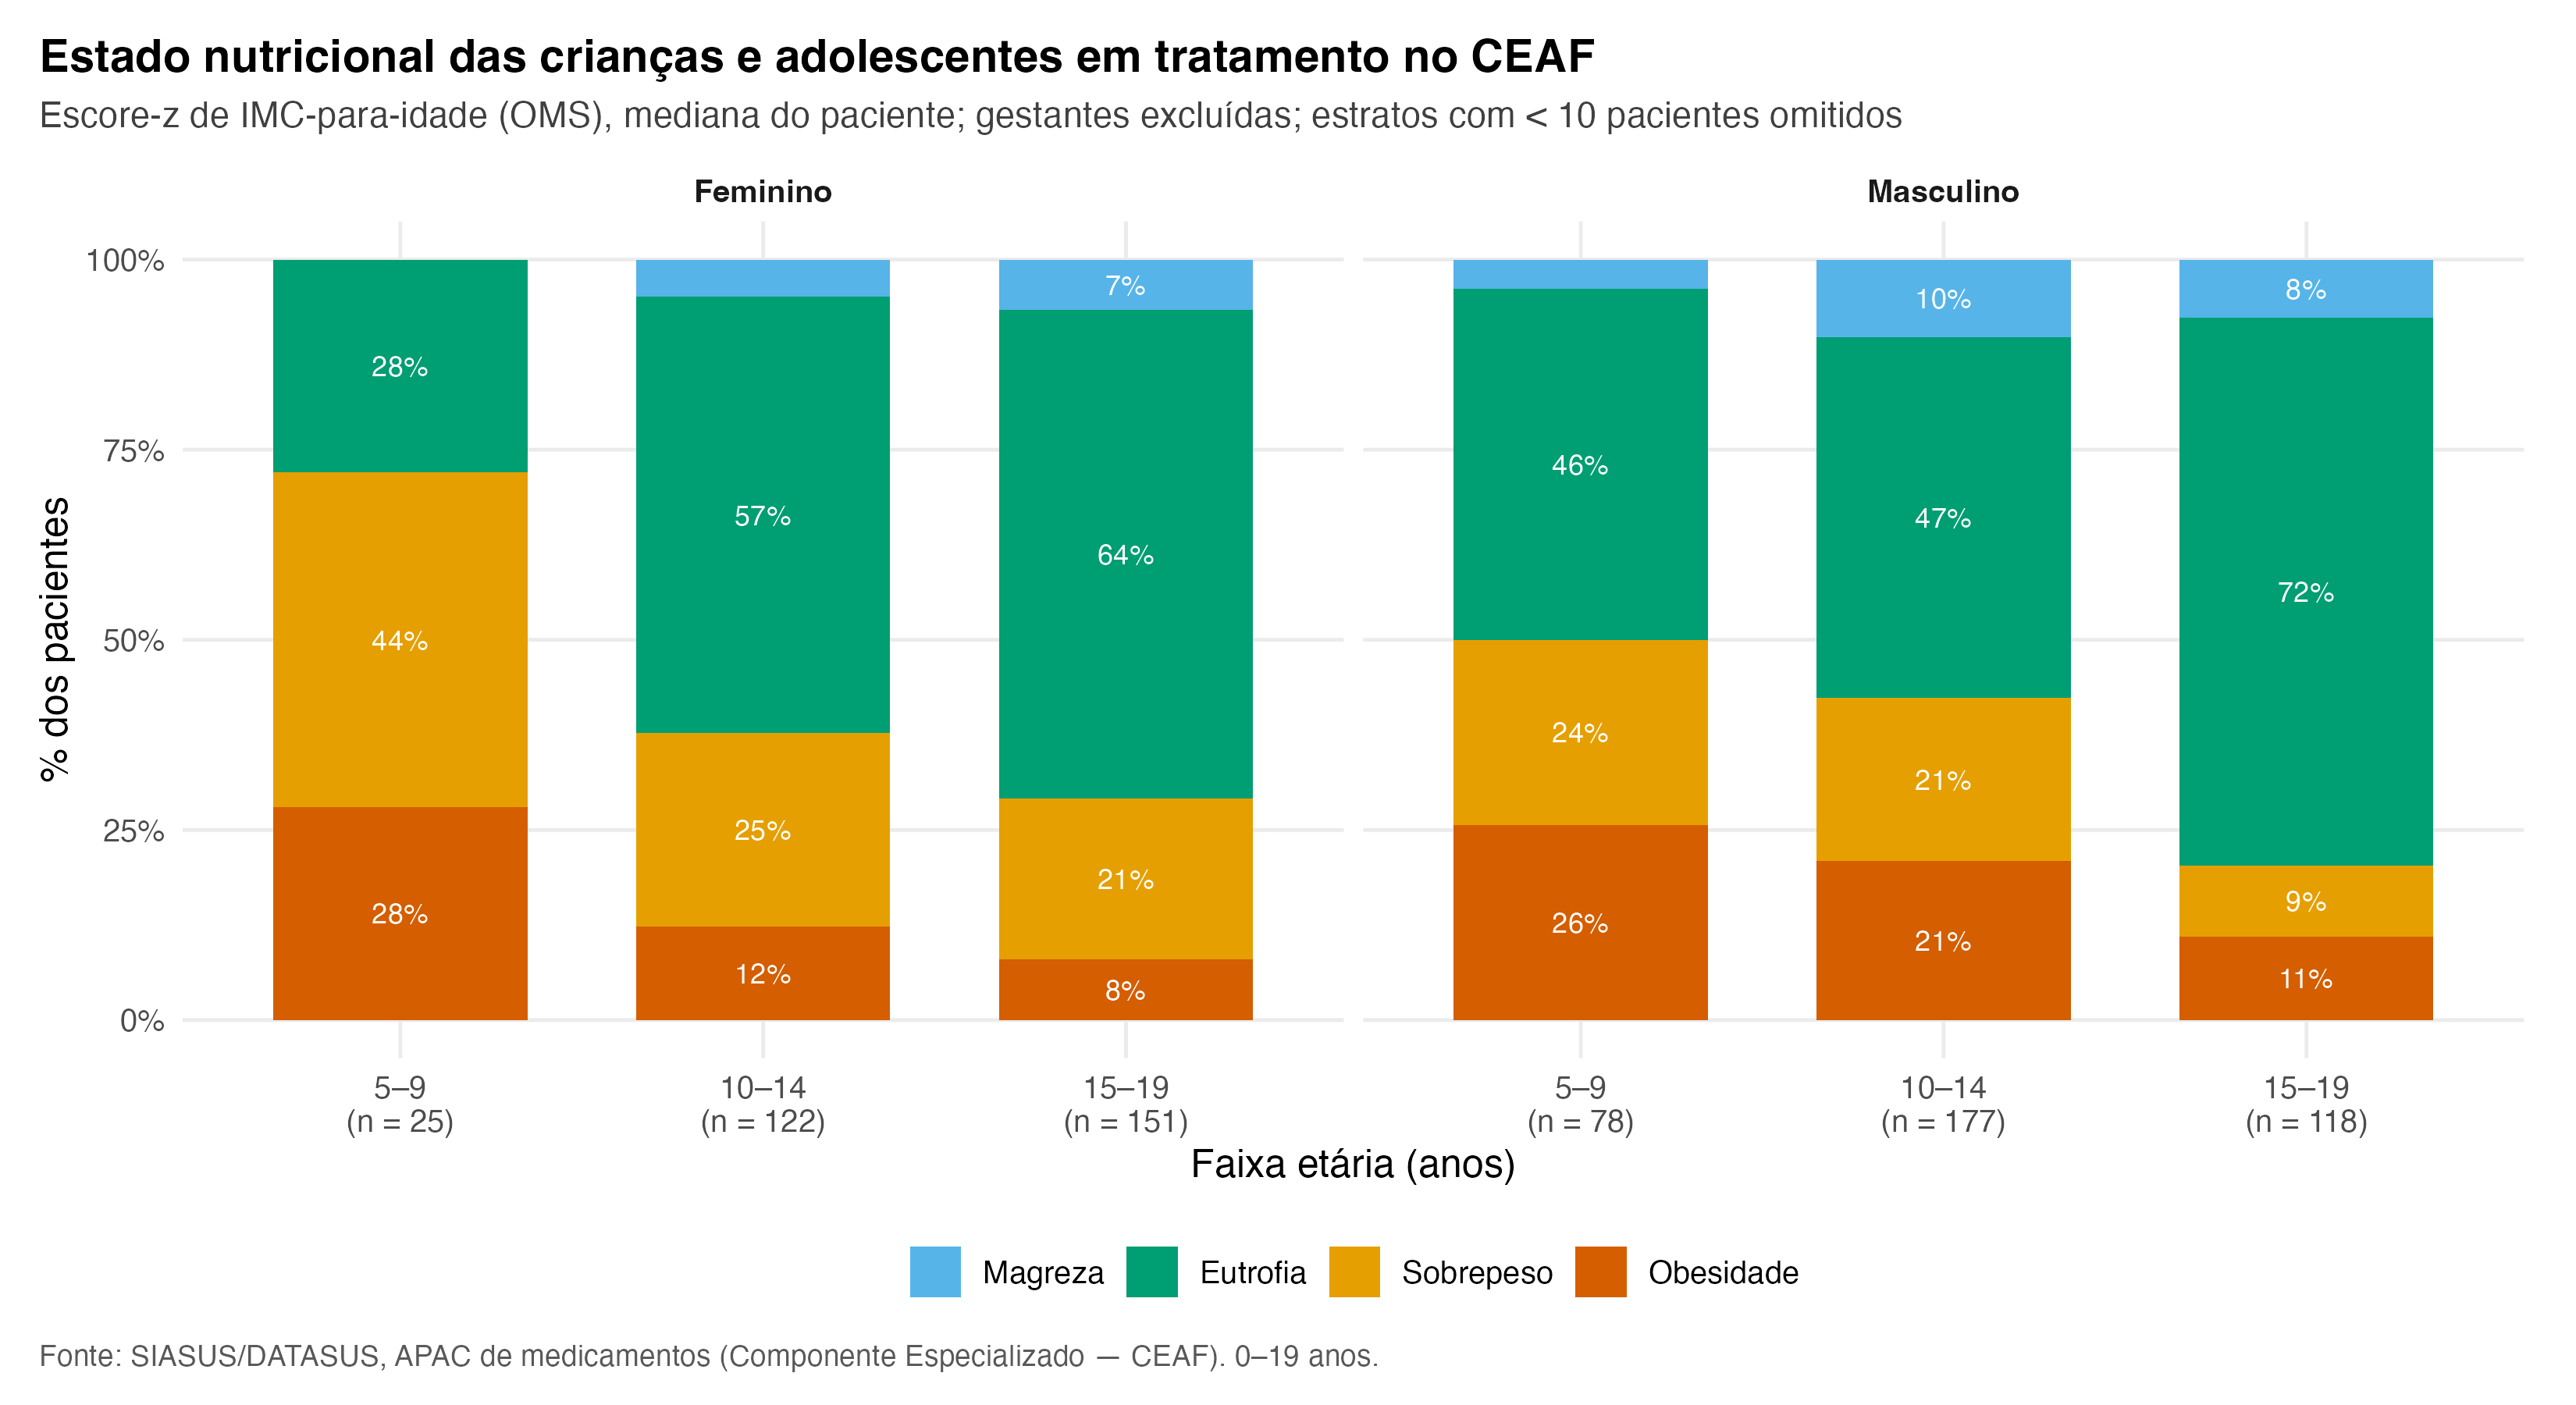 Estado nutricional das crianças e adolescentes em tratamento no CEAF
Escore-z de IMC-para-idade (OMS), mediana do paciente; gestantes excluídas; estratos com < 10 pacientes omitidos
Feminino
Masculino
% dos pacientes
100%
75%
50%
25%
0%
28%
44%
28%
57%
25%
12%
7%
64%
21%
8%
46%
24%
26%
10%
47%
21%
21%
8%
72%
9%
11%
5–9
(n = 25)
10–14
(n = 122)
15–19
(n = 151)
5–9
(n = 78)
10–14
(n = 177)
15–19
(n = 118)
Faixa etária (anos)
Magreza
Eutrofia
Sobrepeso
Obesidade
Fonte: SIASUS/DATASUS, APAC de medicamentos (Componente Especializado — CEAF). 0–19 anos.